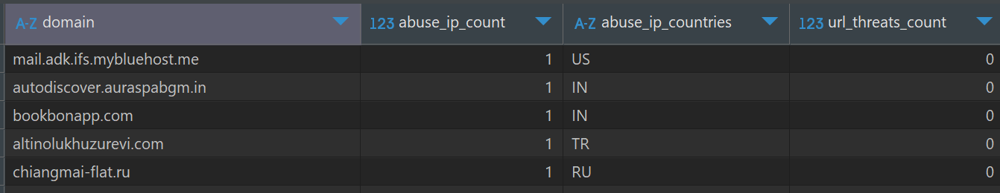 A-Z domain 123 abuse_ip_count A-Z abuse_ip_countries 123 url_threats_count
mail.adk.ifs.mybluehost.me 1 US 0
autodiscover.auraspabgm.in 1 IN 0
bookbonapp.com 1 IN 0
altinolukhuzurevi.com 1 TR 0
chiangmai-flat.ru 1 RU 0